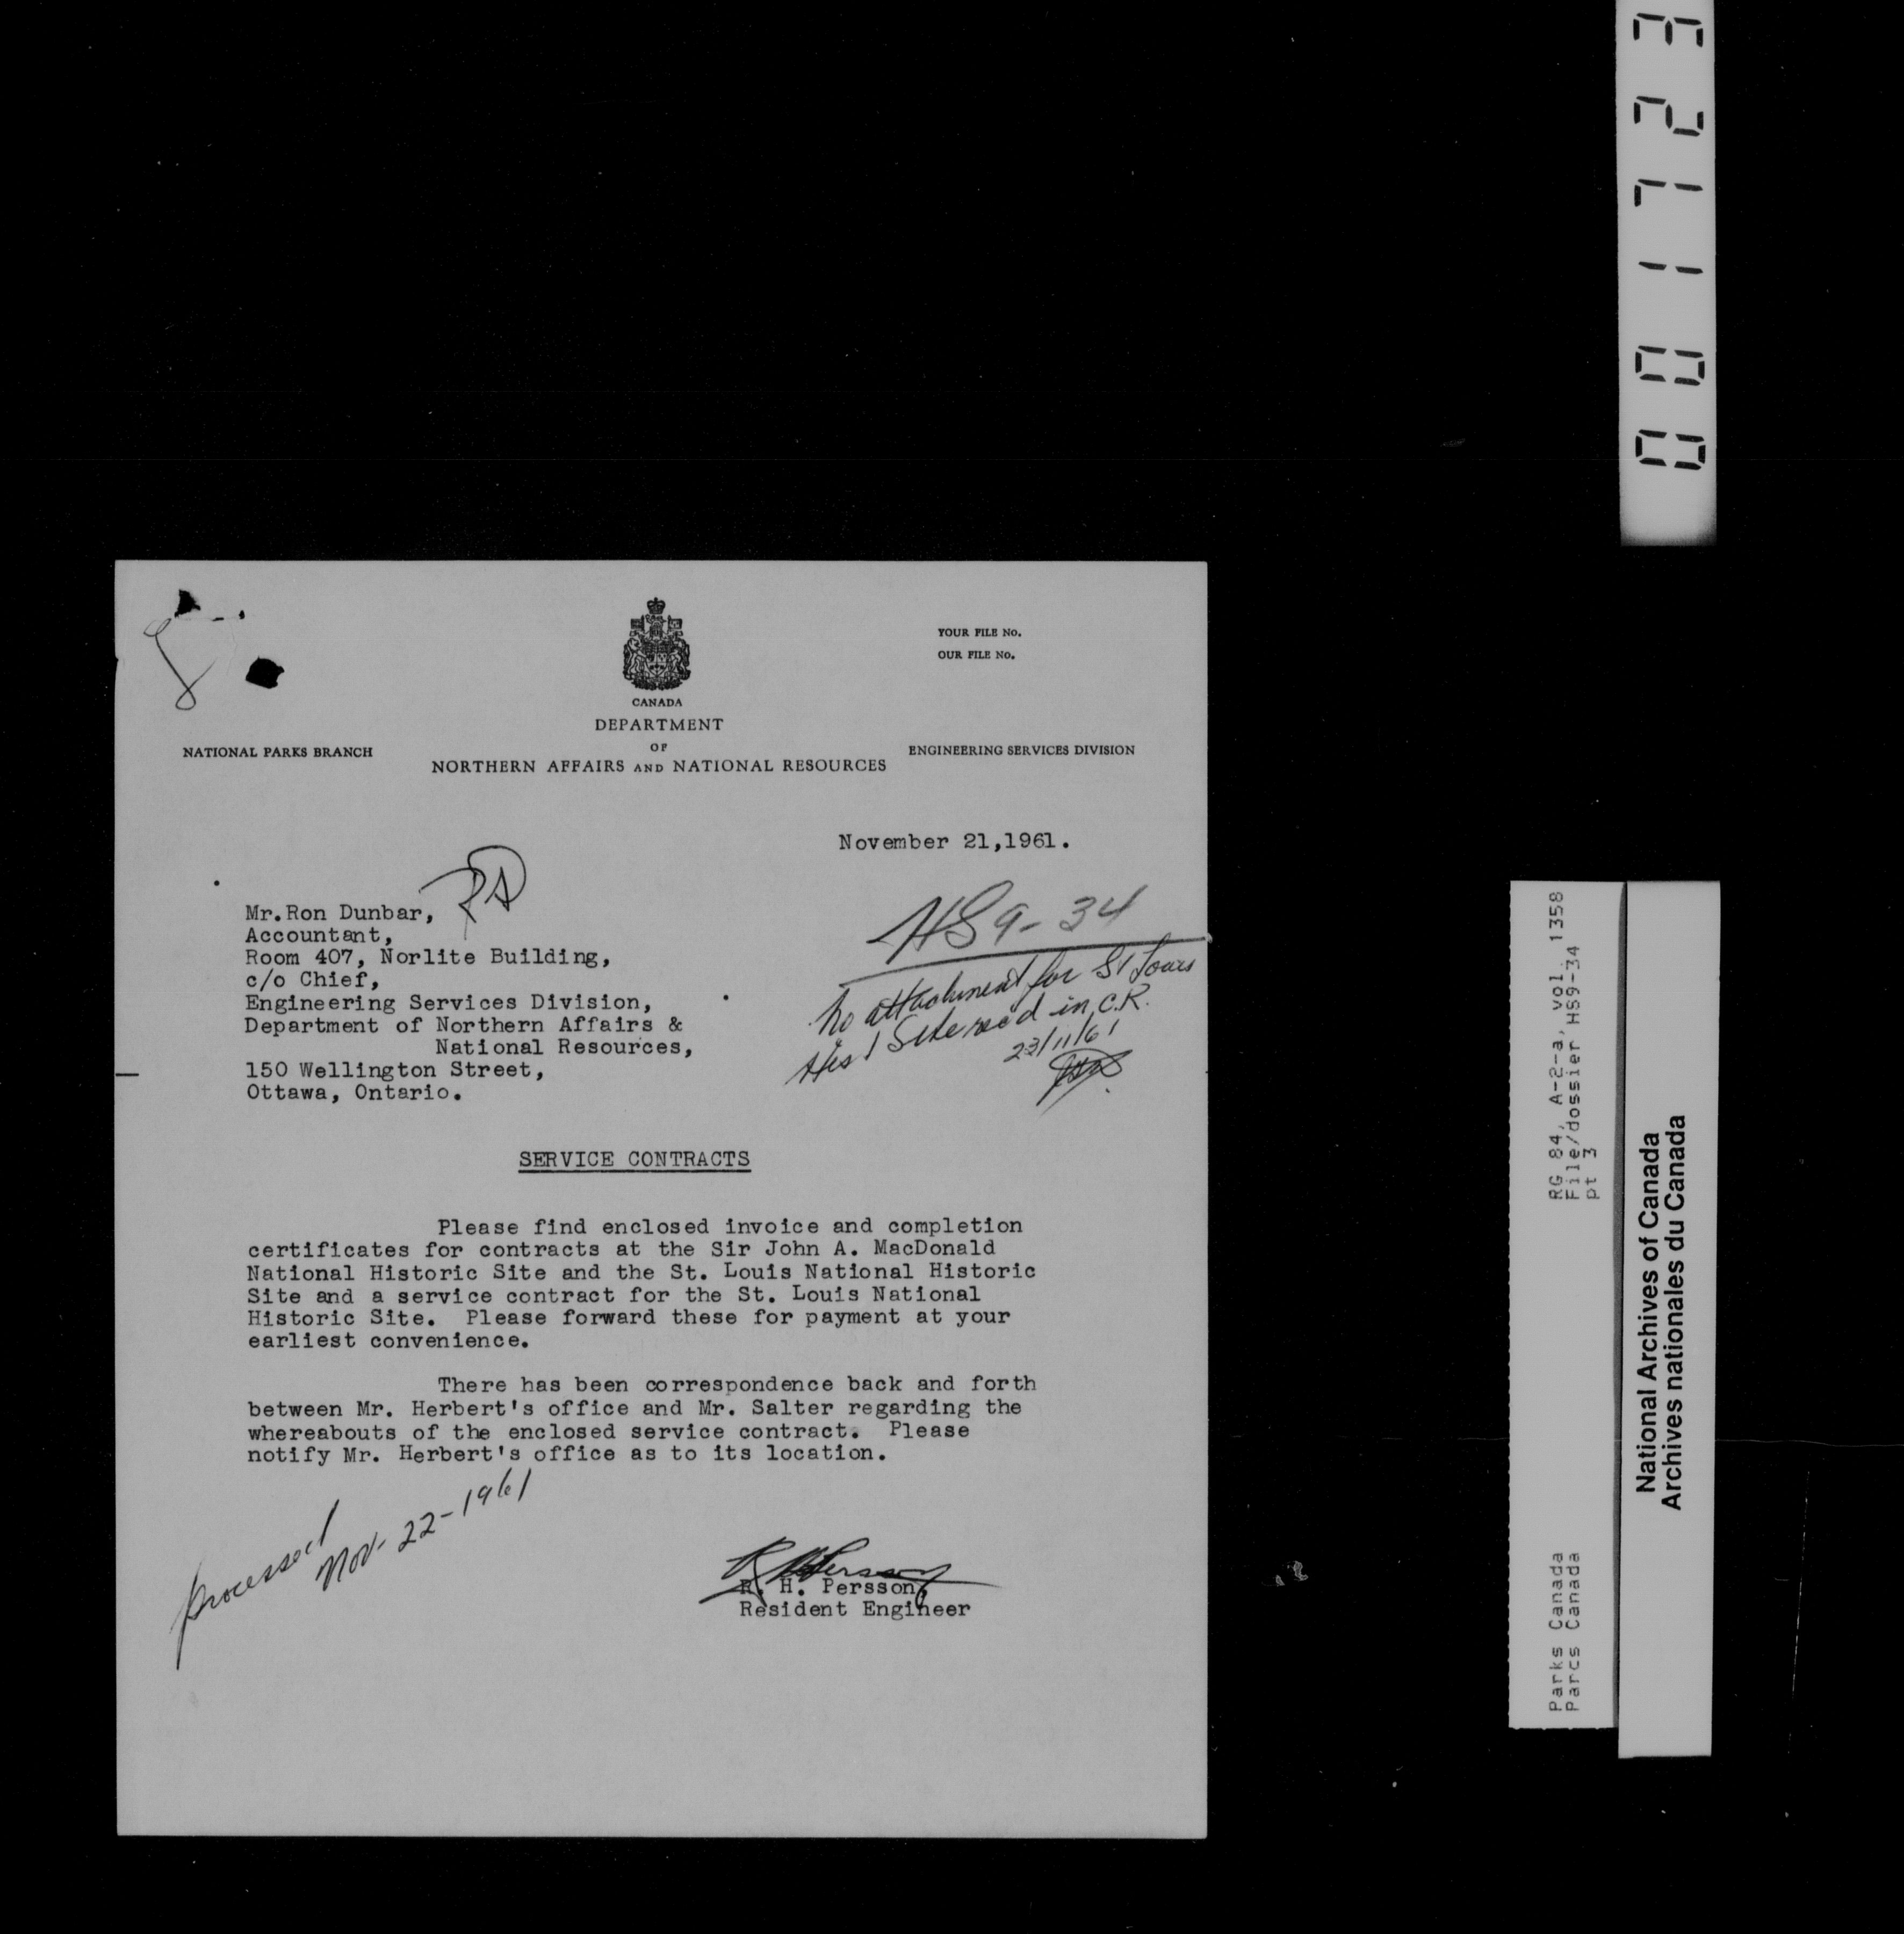 YOUR FILE No.
OUR FILE No.
CANADA
DEPARTMENT
OF
NORTHERN AFFAIRS AND NATIONAL RESOURCES
NATIONAL PARKS BRANCH
ENGINEERING SERVICES DIVISION
November 21,1961.
RD
Mr.Ron Dunbar,
Accountant,
Room 407, Norlite Building,
c/o Chief,
Engineering Services Division,
Department of Northern Affairs &
National Resources,
150 Wellington Street,
Ottawa, Ontario.
HS9-34
No attachment for St Louis
Hist Site rec'd in C.R.
23/11/61
SERVICE CONTRACTS
Please find enclosed invoice and completion
certificates for contracts at the Sir John A. MacDonald
National Historic Site and the St. Louis National Historic
Site and a service contract for the St. Louis National
Historic Site. Please forward these for payment at your
earliest convenience.
There has been correspondence back and forth
between Mr. Herbert's office and Mr. Salter regarding the
whereabouts of the enclosed service contract. Please
notify Mr. Herbert's office as to its location.
processed
Nov. 22-1961
R. H. Persson,
Resident Engineer
RG 84, A-2-a, vol. 1358
File/dossier HS9-34
pt 3
Parks Canada
Parcs Canada
National Archives of Canada
Archives nationales du Canada